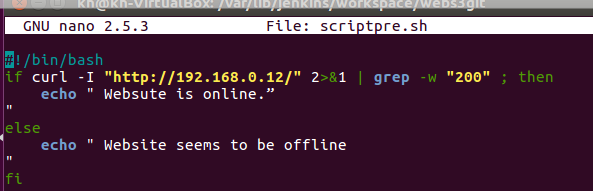 kh@kh-VirtualBox: /var/lib/jenkins/workspace/webs3git
GNU nano 2.5.3 File: scriptpre.sh
#!/bin/bash
if curl -I "http://192.168.0.12/" 2>&1 | grep -w "200" ; then
    echo " Websute is online.”
"
else
    echo " Website seems to be offline
"
fi